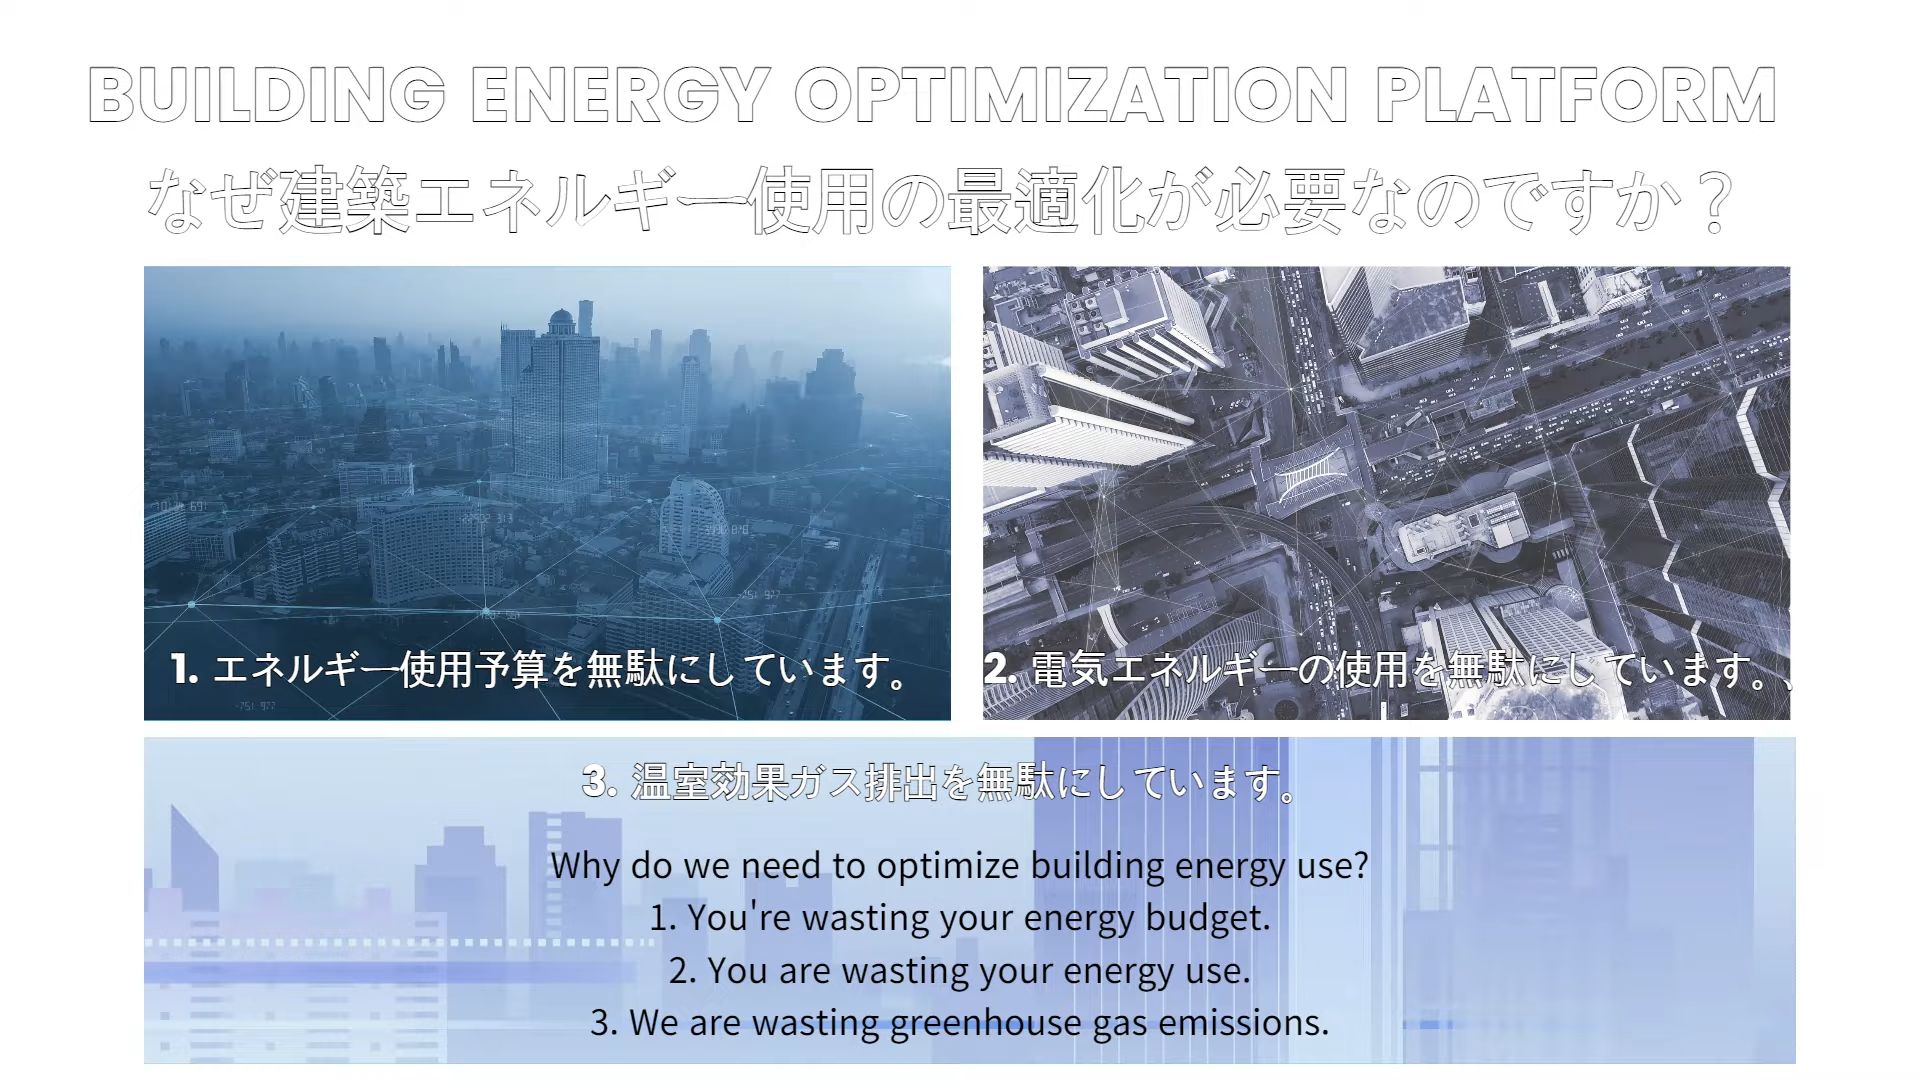 BUILDING ENERGY OPTIMIZATION PLATFORM
なぜ建築エネルギー使用の最適化が必要なのですか？
1. エネルギー使用予算を無駄にしています。
2. 電気エネルギーの使用を無駄にしています。、
3. 温室効果ガス排出を無駄にしています。
Why do we need to optimize building energy use?
1. You're wasting your energy budget.
2. You are wasting your energy use.
3. We are wasting greenhouse gas emissions.